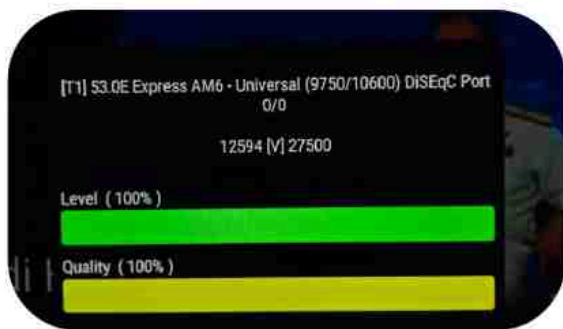 [T1] 53.0E Express AM6 - Universal (9750/10600) DiSEqC Port
0/0
12594 [V] 27500
Level (100%)
Quality (100%)